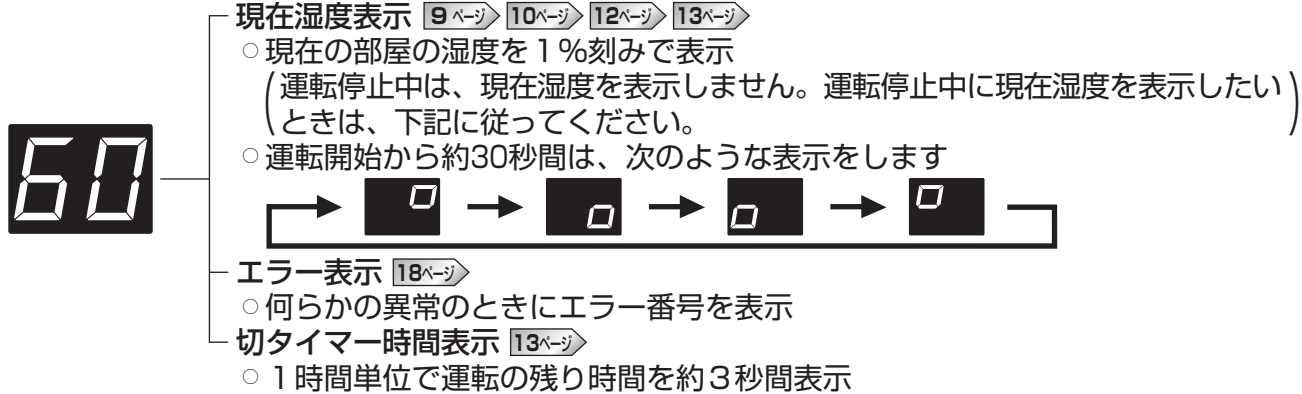 現在湿度表示 9ページ 10ページ 12ページ 13ページ
○現在の部屋の湿度を1%刻みで表示
(運転停止中は、現在湿度を表示しません。運転停止中に現在湿度を表示したい
ときは、下記に従ってください。)
60
○運転開始から約30秒間は、次のような表示をします
エラー表示 18ページ
○何らかの異常のときにエラー番号を表示
切タイマー時間表示 13ページ
○1時間単位で運転の残り時間を約3秒間表示